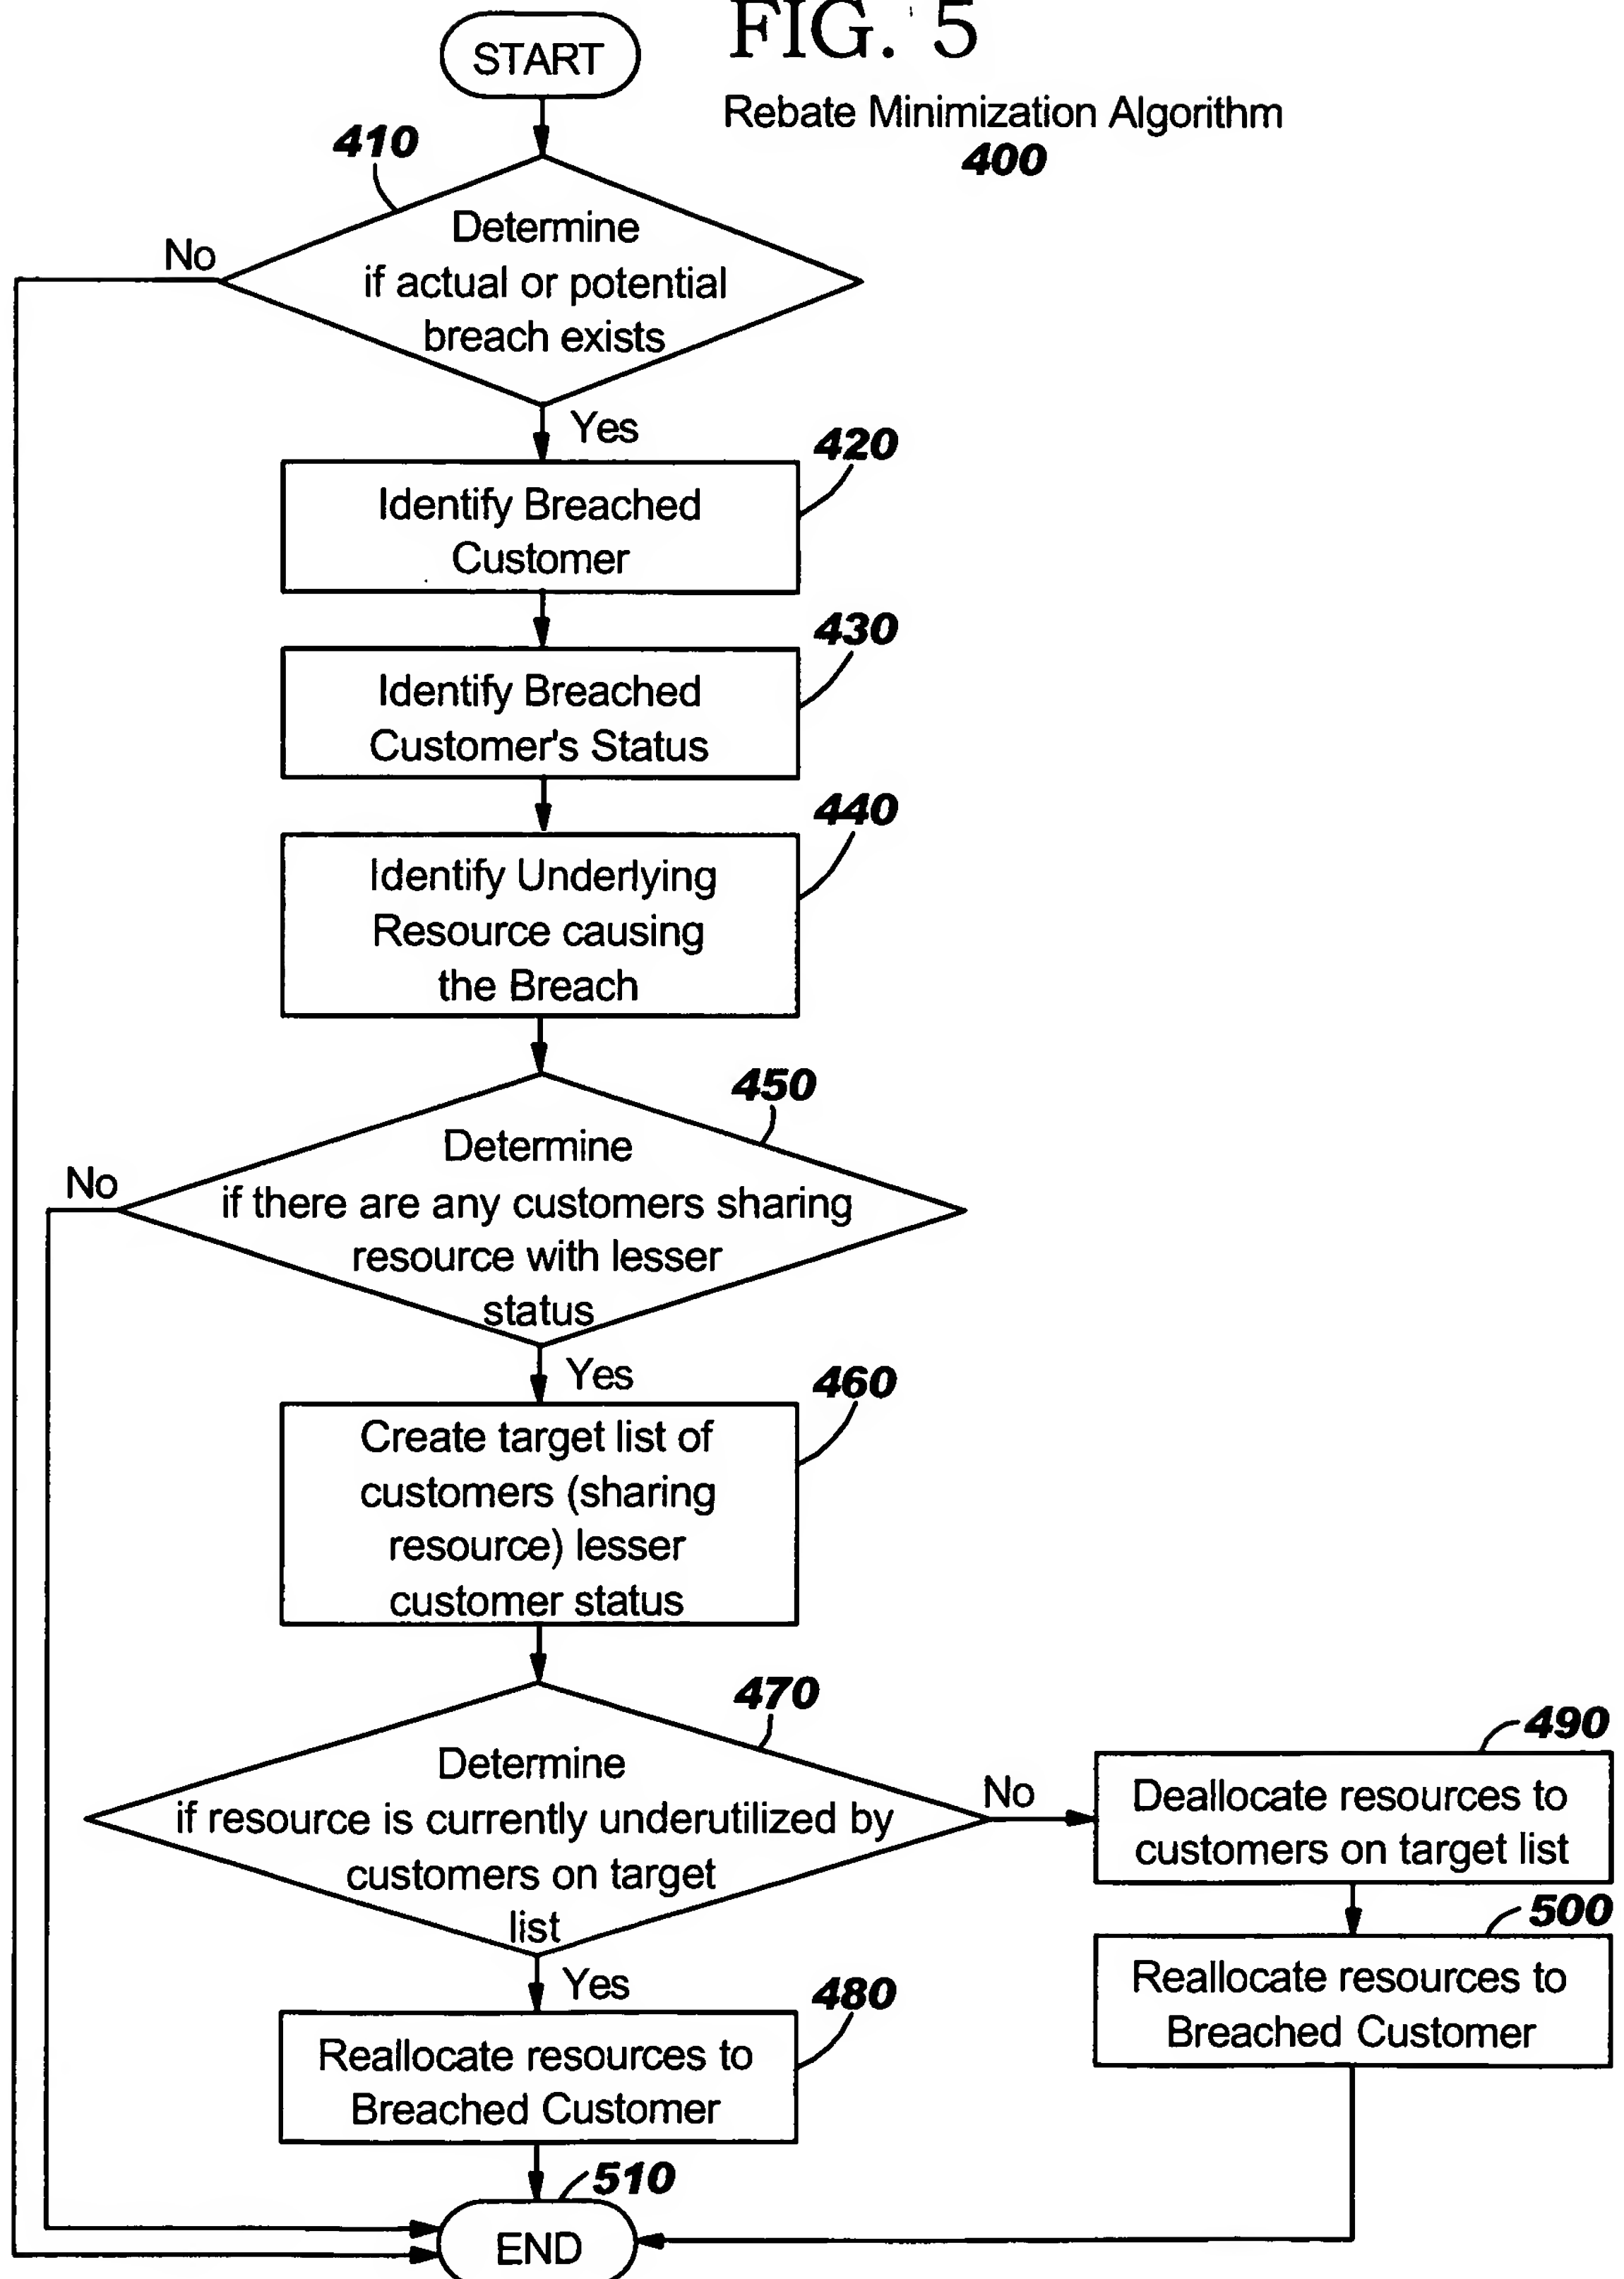 FIG. 5
START
Rebate Minimization Algorithm
400
410
Determine
if actual or potential
breach exists
No
Yes
420
Identify Breached
Customer
430
Identify Breached
Customer's Status
440
Identify Underlying
Resource causing
the Breach
450
Determine
if there are any customers sharing
resource with lesser
status
No
Yes
460
Create target list of
customers (sharing
resource) lesser
customer status
470
Determine
if resource is currently underutilized by
customers on target
list
No
490
Deallocate resources to
customers on target list
500
Reallocate resources to
Breached Customer
Yes
480
Reallocate resources to
Breached Customer
510
END